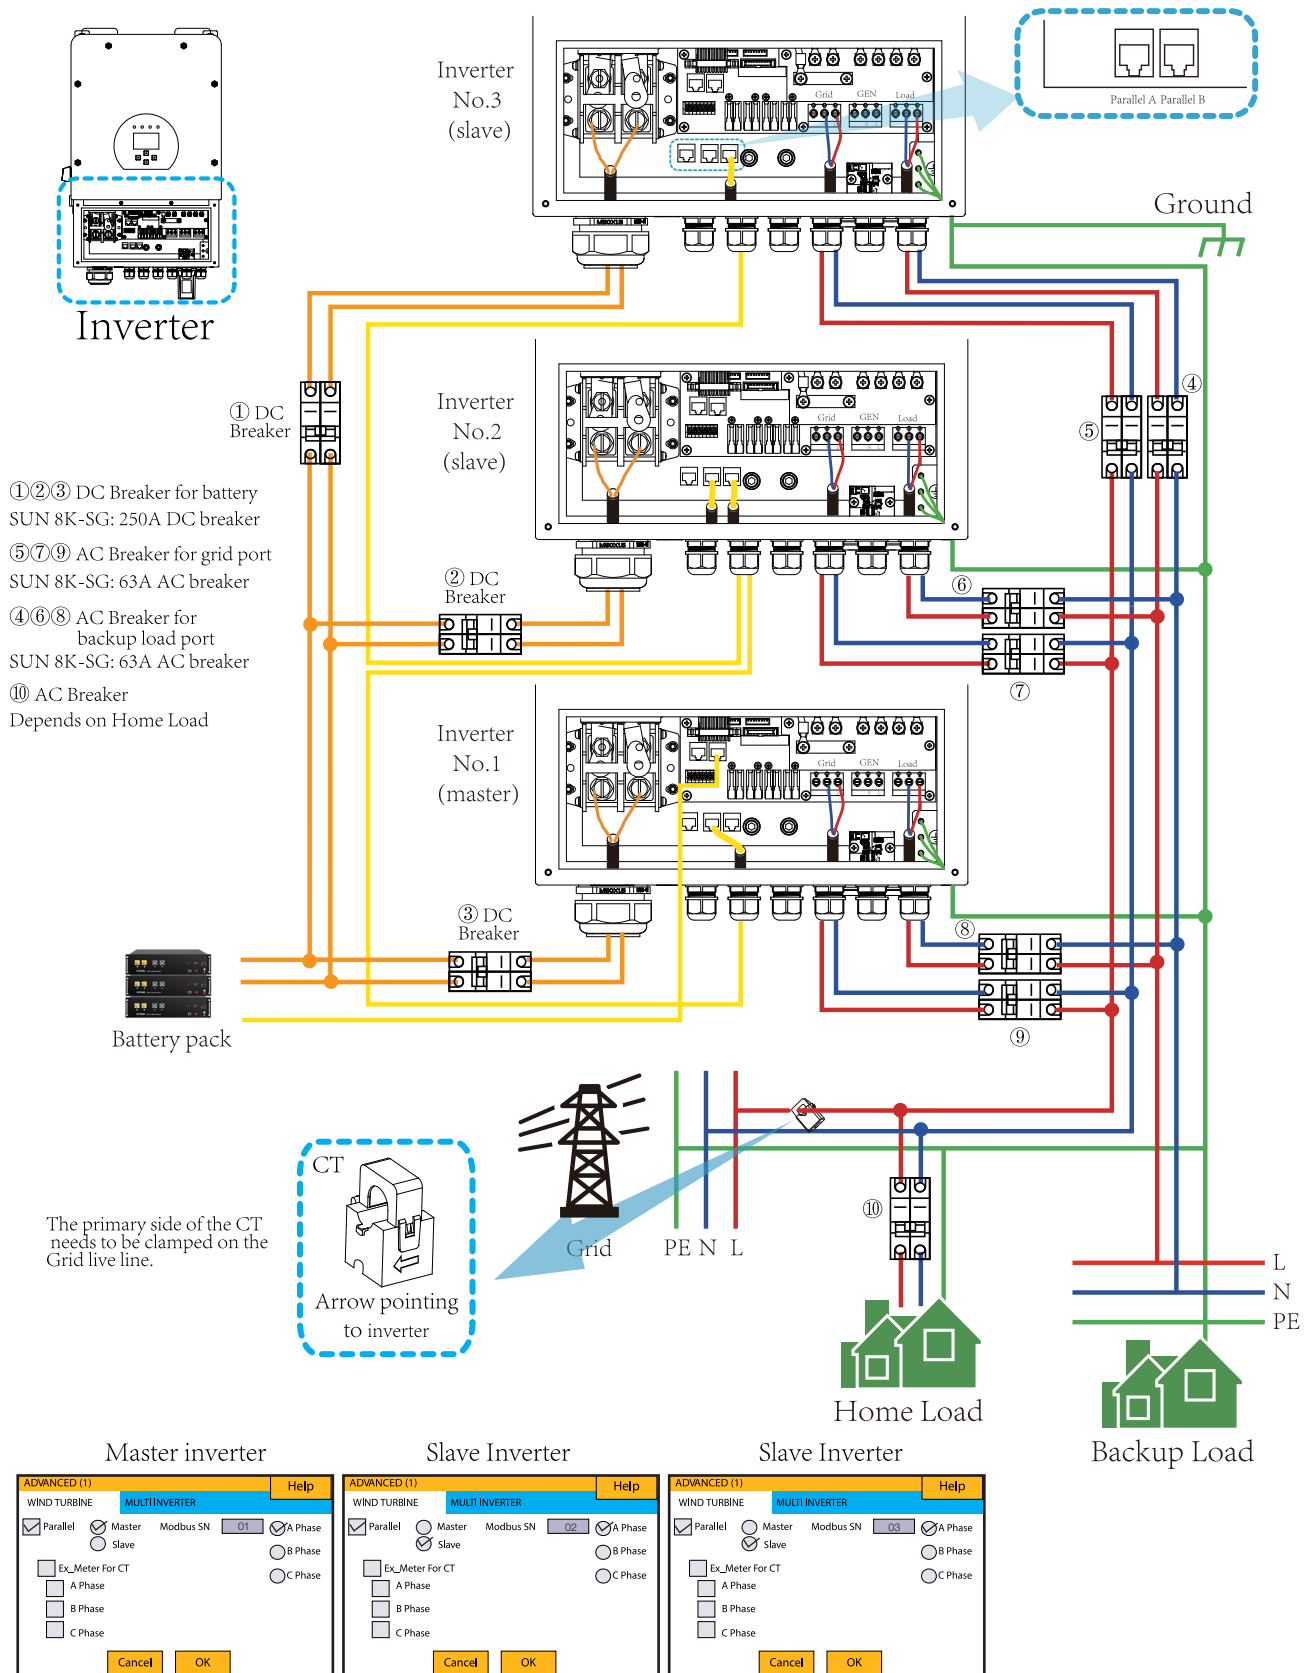 Inverter
No.3
(slave)
Grid
GEN
Load
Parallel A Parallel B
Ground
Inverter
① DC
Breaker
Inverter
No.2
(slave)
Grid
GEN
Load
④
⑤
①②③ DC Breaker for battery
SUN 8K-SG: 250A DC breaker
⑤⑦⑨ AC Breaker for grid port
SUN 8K-SG: 63A AC breaker
④⑥⑧ AC Breaker for
backup load port
SUN 8K-SG: 63A AC breaker
⑩ AC Breaker
Depends on Home Load
② DC
Breaker
⑥
⑦
Inverter
No.1
(master)
Grid
GEN
Load
③ DC
Breaker
⑧
⑨
Battery pack
CT
The primary side of the CT
needs to be clamped on the
Grid live line.
Arrow pointing
to inverter
Grid
PE N L
⑩
L
N
PE
Home Load
Backup Load
Master inverter
ADVANCED (1)
Help
WIND TURBINE
MULTI INVERTER
Parallel
Master
Modbus SN
01
A Phase
Slave
B Phase
Ex_Meter For CT
C Phase
A Phase
B Phase
C Phase
Cancel
OK
Slave Inverter
ADVANCED (1)
Help
WIND TURBINE
MULTI INVERTER
Parallel
Master
Modbus SN
02
A Phase
Slave
B Phase
Ex_Meter For CT
C Phase
A Phase
B Phase
C Phase
Cancel
OK
Slave Inverter
ADVANCED (1)
Help
WIND TURBINE
MULTI INVERTER
Parallel
Master
Modbus SN
03
A Phase
Slave
B Phase
Ex_Meter For CT
C Phase
A Phase
B Phase
C Phase
Cancel
OK